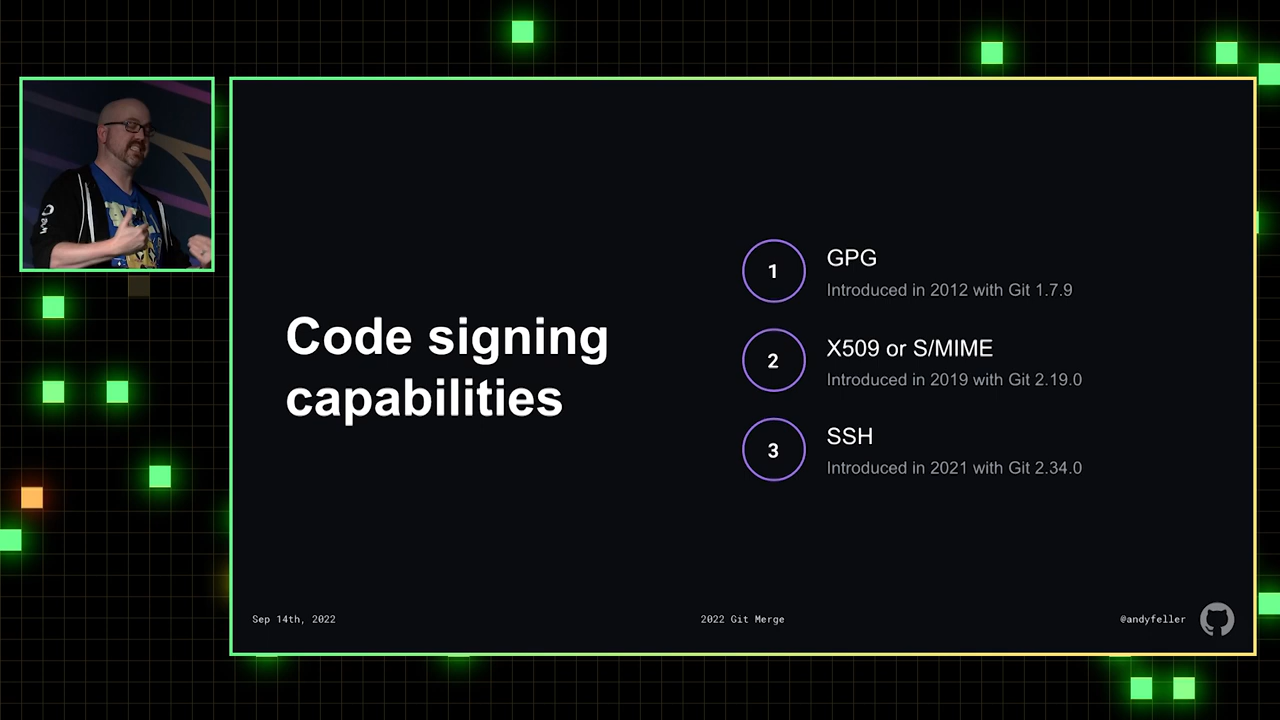 Code signing
capabilities
1
GPG
Introduced in 2012 with Git 1.7.9
2
X509 or S/MIME
Introduced in 2019 with Git 2.19.0
3
SSH
Introduced in 2021 with Git 2.34.0
Sep 14th, 2022
2022 Git Merge
@andyfeller